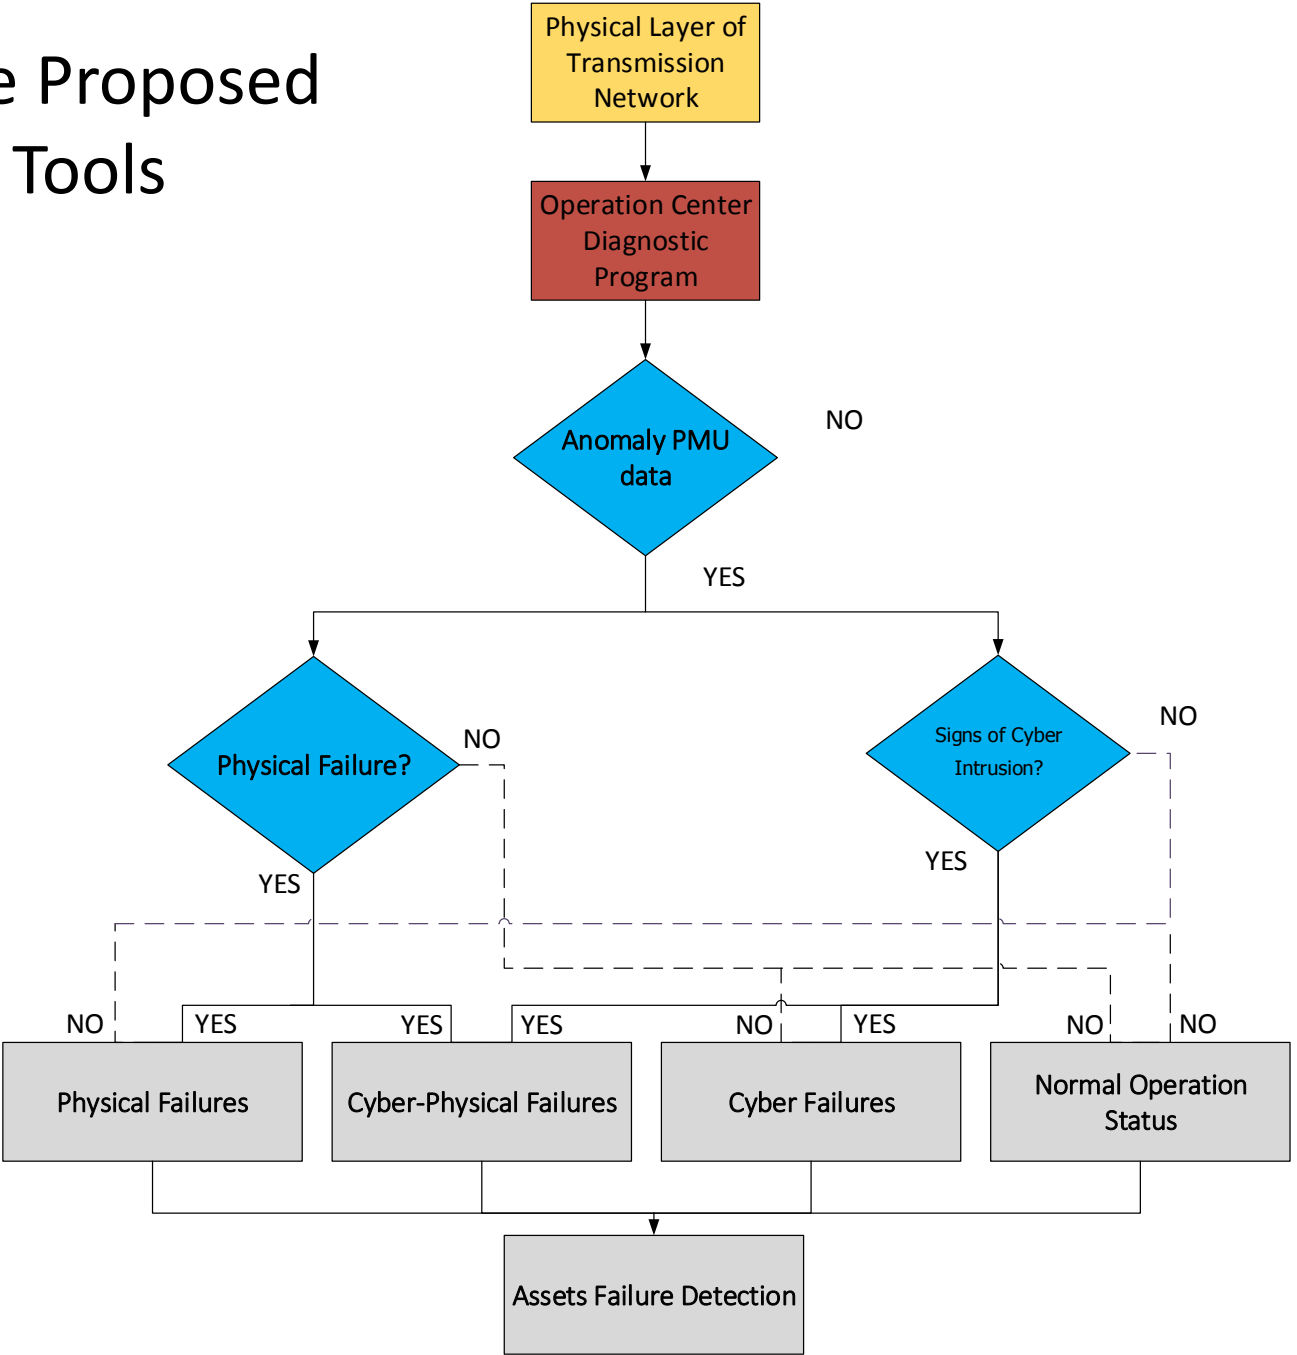 e Proposed
Tools
Physical Layer of
Transmission
Network
Operation Center
Diagnostic
Program
Anomaly PMU
data
NO
YES
Physical Failure?
NO
Signs of Cyber
Intrusion?
NO
YES
YES
NO
YES
YES
YES
NO
YES
NO
NO
Physical Failures
Cyber-Physical Failures
Cyber Failures
Normal Operation
Status
Assets Failure Detection